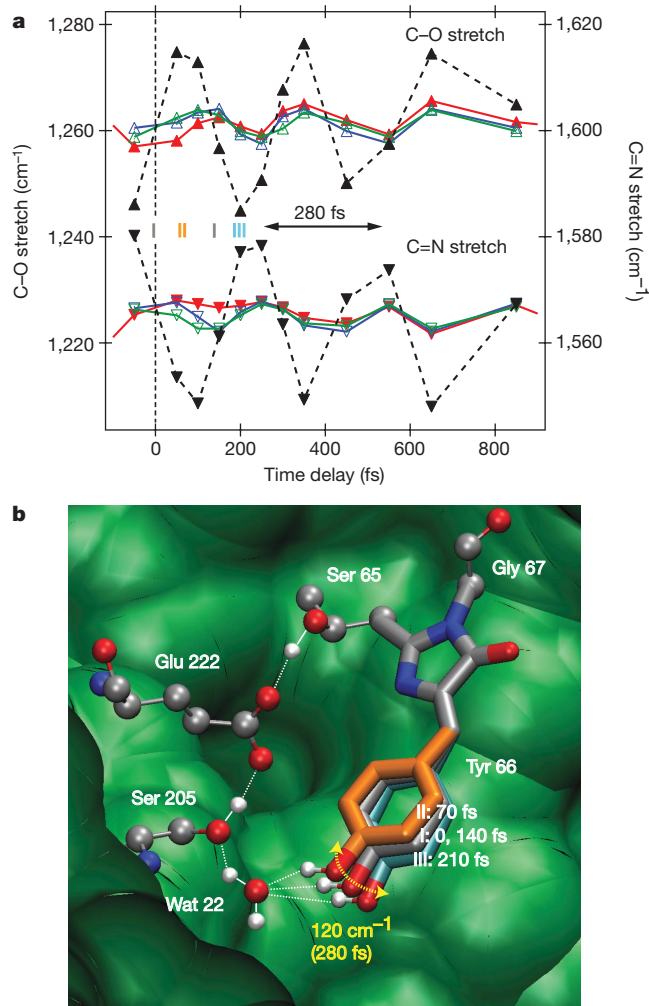 a
1,280
1,260
1,240
1,220
C–O stretch (cm⁻¹)
1,620
1,600
1,580
1,560
C=N stretch (cm⁻¹)
C–O stretch
I
II
I
III
280 fs
C=N stretch
0
200
400
600
800
Time delay (fs)
b
Ser 65
Gly 67
Glu 222
Tyr 66
Ser 205
II: 70 fs
I: 0, 140 fs
III: 210 fs
Wat 22
120 cm⁻¹
(280 fs)